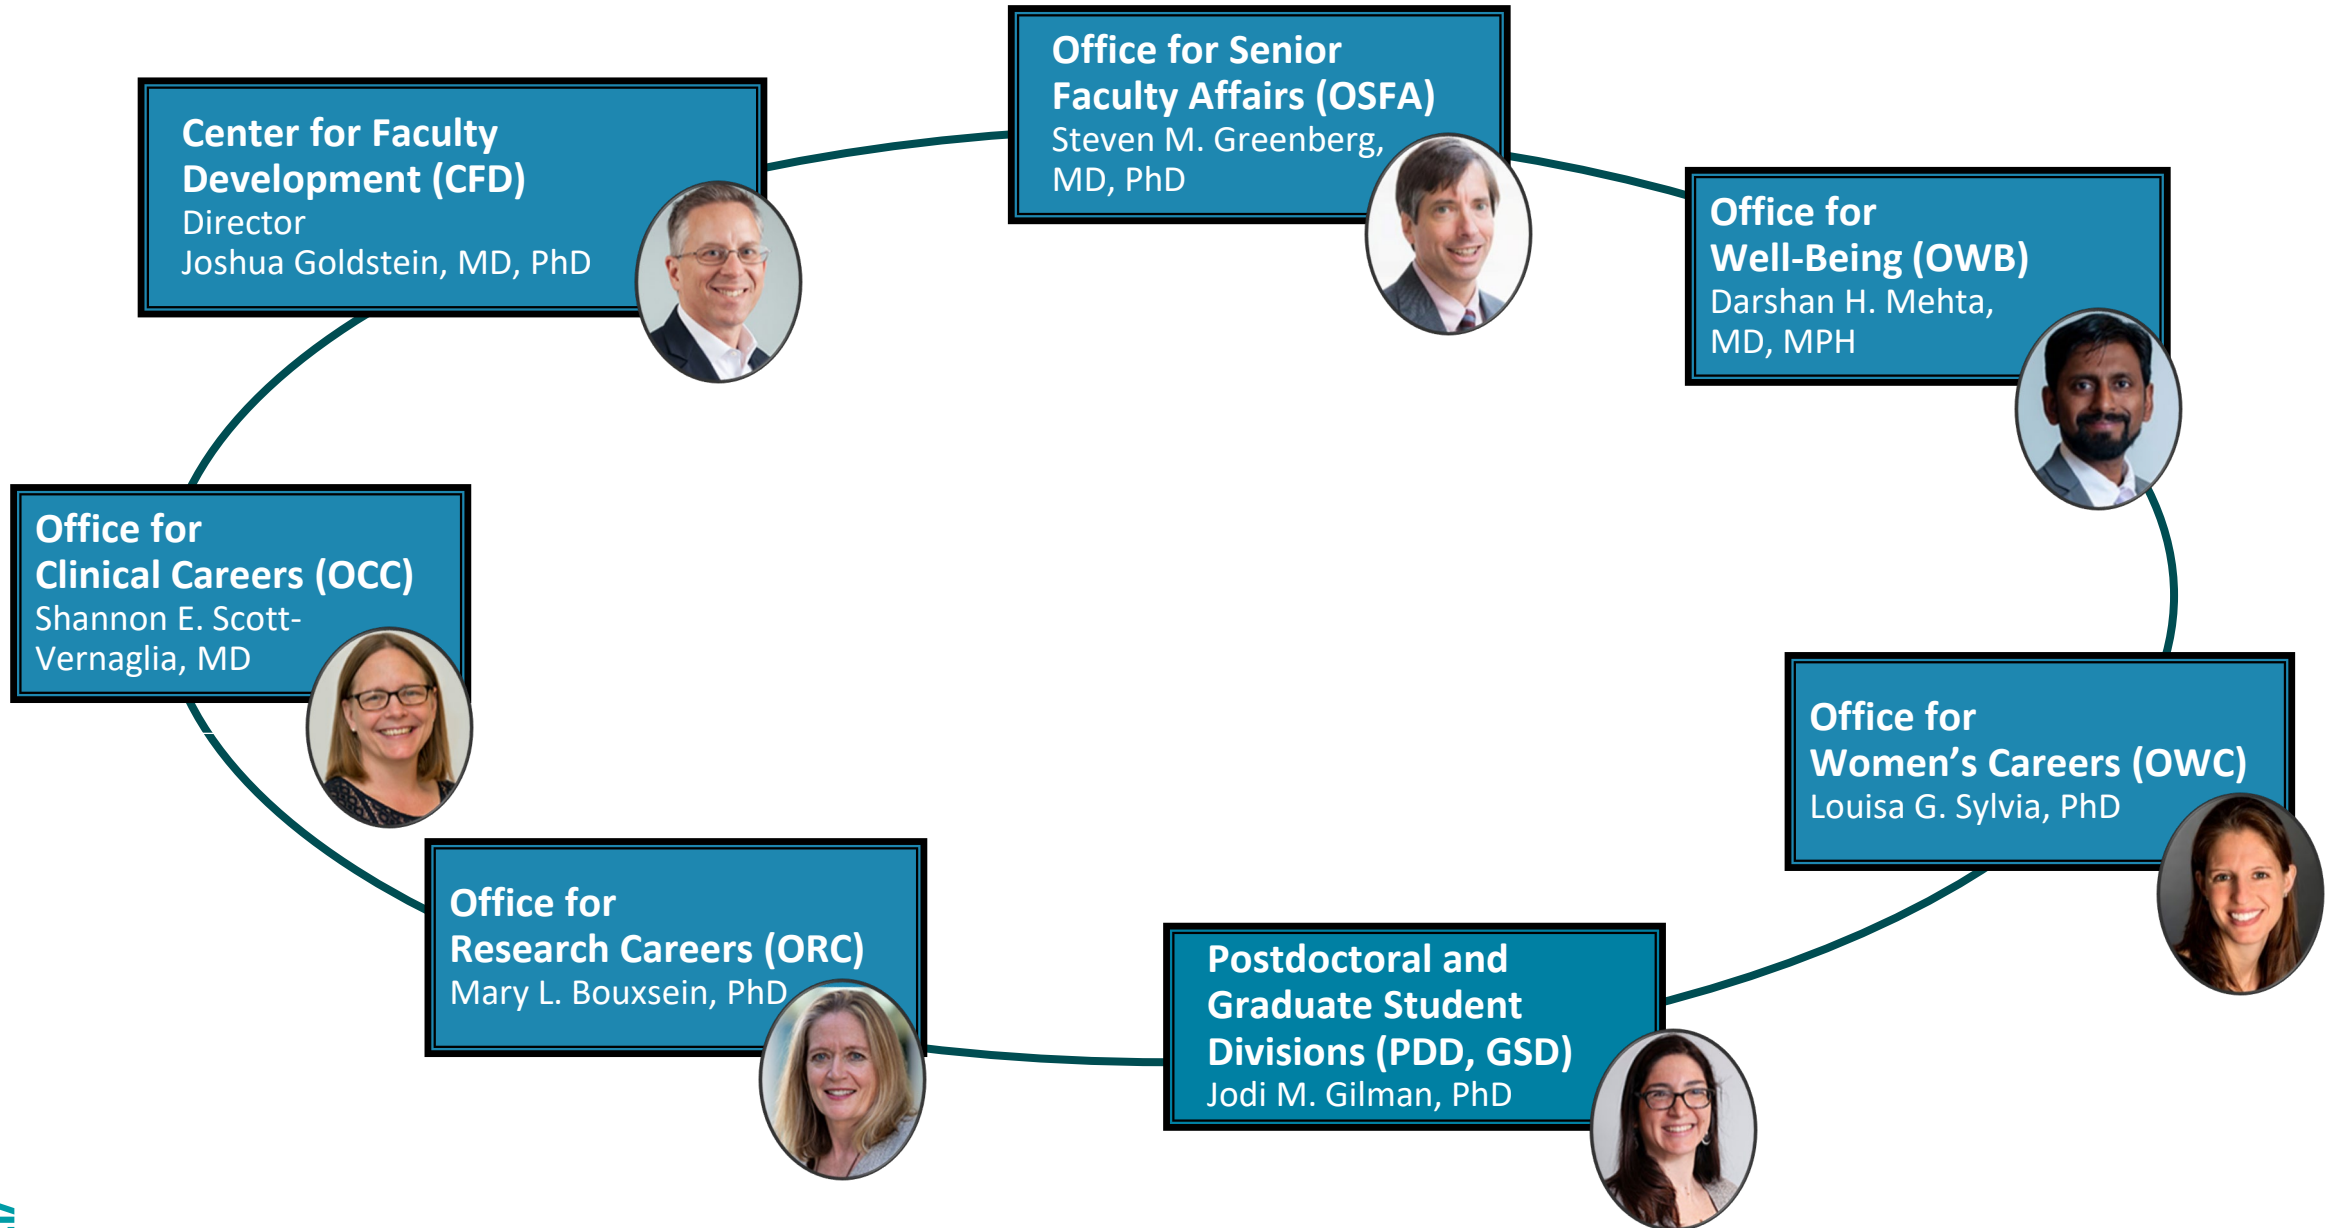 Office for Senior
Faculty Affairs (OSFA)
Steven M. Greenberg,
MD, PhD
Center for Faculty
Development (CFD)
Director
Joshua Goldstein, MD, PhD
Office for
Well-Being (OWB)
Darshan H. Mehta,
MD, MPH
Office for
Clinical Careers (OCC)
Shannon E. Scott-
Vernaglia, MD
Office for
Women’s Careers (OWC)
Louisa G. Sylvia, PhD
Office for
Research Careers (ORC)
Mary L. Bouxsein, PhD
Postdoctoral and
Graduate Student
Divisions (PDD, GSD)
Jodi M. Gilman, PhD